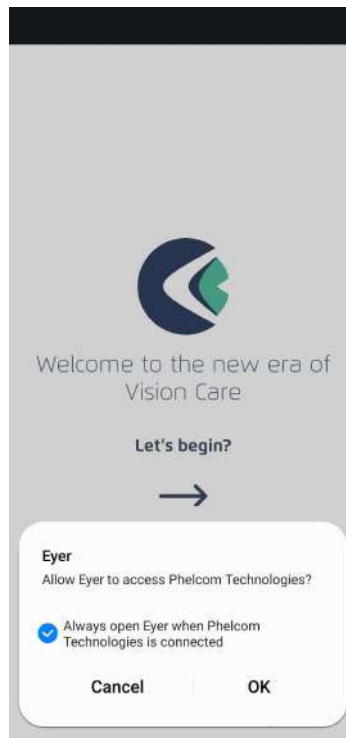 Welcome to the new era of
Vision Care
Let's begin?
Eyer
Allow Eyer to access Phelcom Technologies?
Always open Eyer when Phelcom
Technologies is connected
Cancel OK